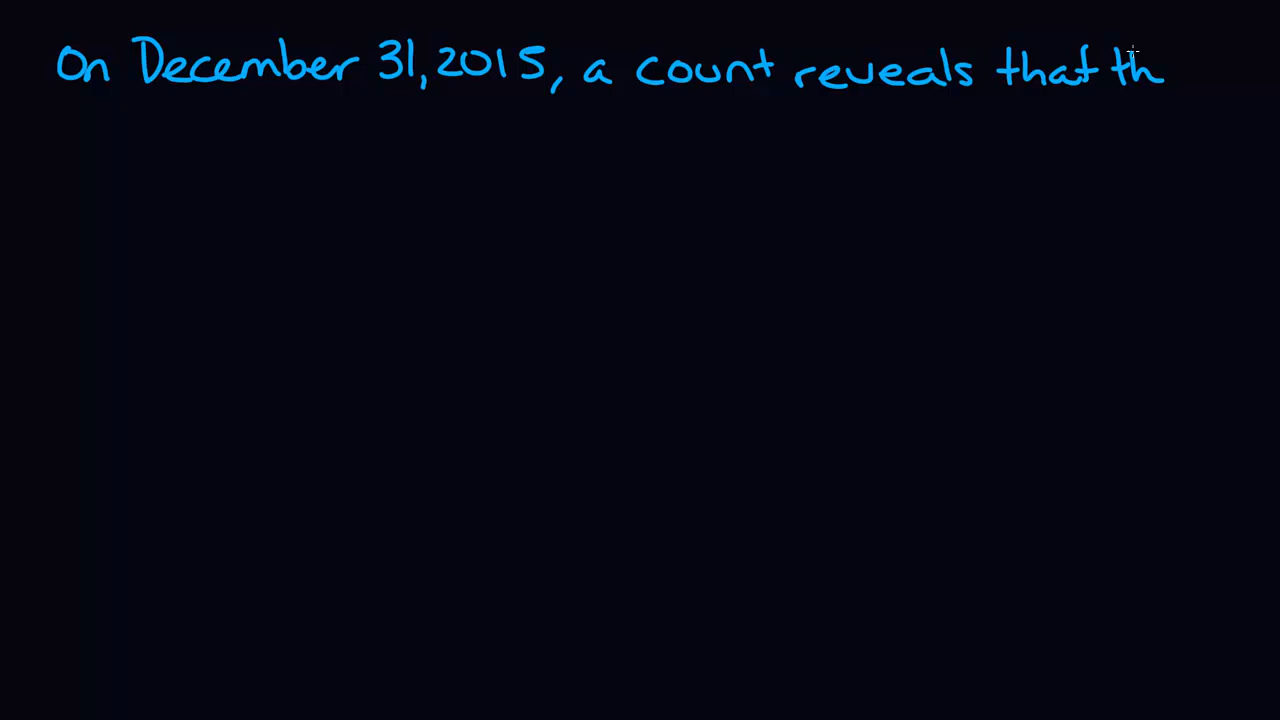 On December 31, 2015, a count reveals that th